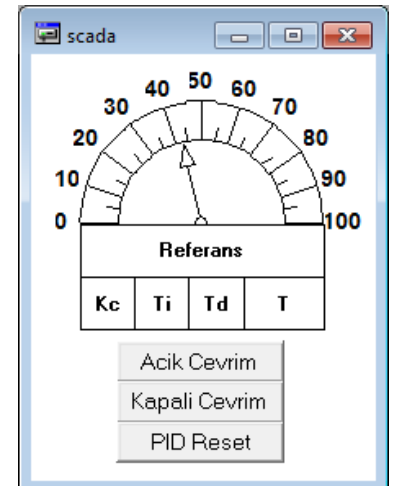 scada
0 10 20 30 40 50 60 70 80 90 100
Referans
Kc Ti Td T
Acik Cevrim
Kapali Cevrim
PID Reset